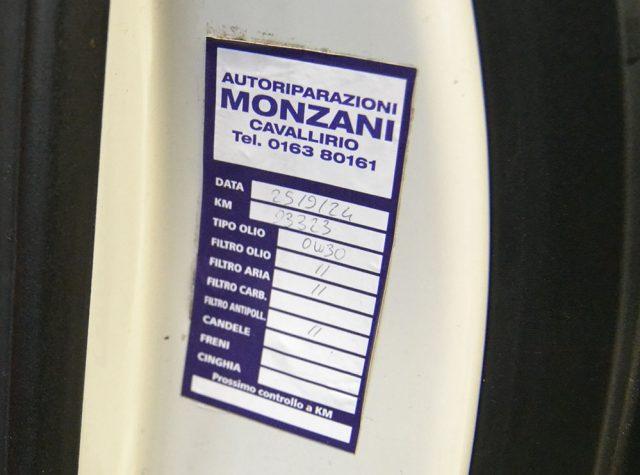 AUTORIPARAZIONI
MONZANI
CAVALLIRIO
Tel. 0163 80161
DATA 25/9/24
KM 93323
TIPO OLIO 0W30
FILTRO OLIO //
FILTRO ARIA //
FILTRO CARB.
FILTRO ANTIPOLL. //
CANDELE
FRENI
CINGHIA
Prossimo controllo a KM